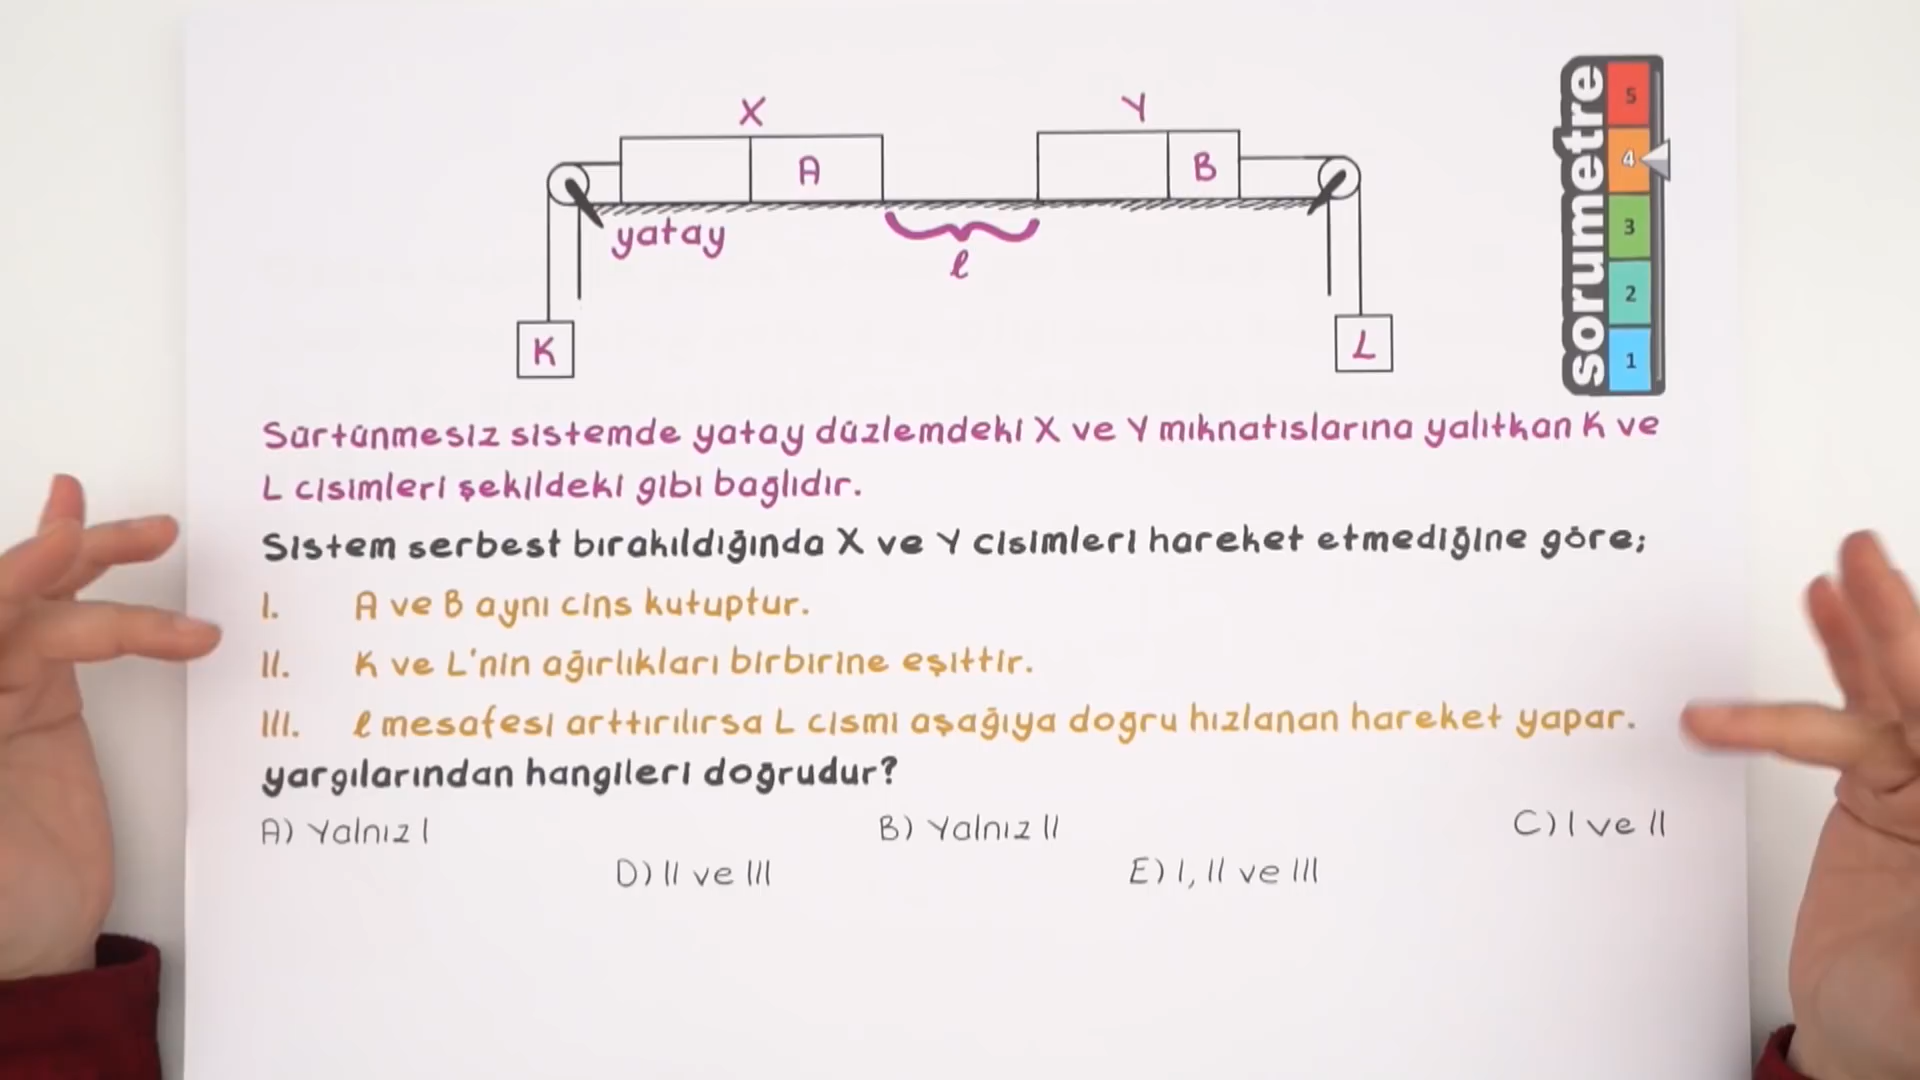 X
Y
A
B
yatay
ℓ
K
L
sorumetre
5
4
3
2
1
Sürtünmesiz sistemde yatay düzlemdeki X ve Y mıknatıslarına yalıtkan K ve
L cisimleri şekildeki gibi bağlıdır.
Sistem serbest bırakıldığında X ve Y cisimleri hareket etmediğine göre;
I. A ve B aynı cins kutuptur.
II. K ve L'nin ağırlıkları birbirine eşittir.
III. ℓ mesafesi arttırılırsa L cismi aşağıya doğru hızlanan hareket yapar.
yargılarından hangileri doğrudur?
A) Yalnız I
B) Yalnız II
C) I ve II
D) II ve III
E) I, II ve III